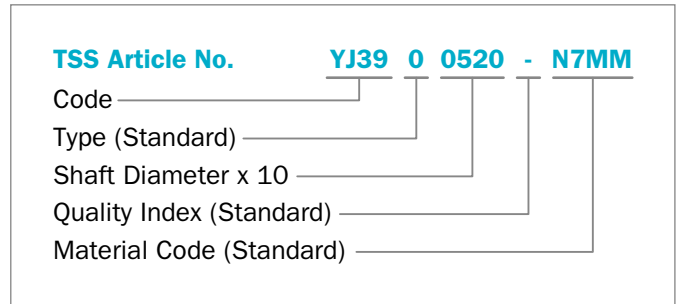 TSS Article No. YJ39 0 0520 - N7MM
Code
Type (Standard)
Shaft Diameter x 10
Quality Index (Standard)
Material Code (Standard)